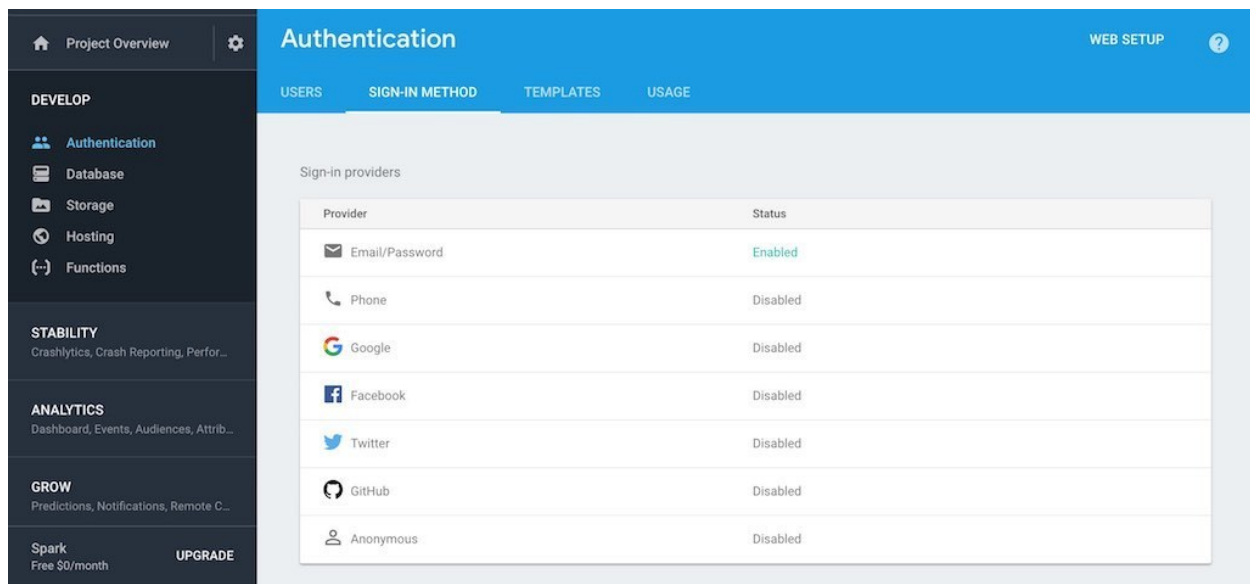 Project Overview
DEVELOP
Authentication
Database
Storage
Hosting
Functions
STABILITY
Crashlytics, Crash Reporting, Perfor...
ANALYTICS
Dashboard, Events, Audiences, Attrib...
GROW
Predictions, Notifications, Remote C...
Spark
Free $0/month
UPGRADE
Authentication
WEB SETUP
?
USERS SIGN-IN METHOD TEMPLATES USAGE
Sign-in providers
Provider Status
Email/Password Enabled
Phone Disabled
Google Disabled
Facebook Disabled
Twitter Disabled
GitHub Disabled
Anonymous Disabled